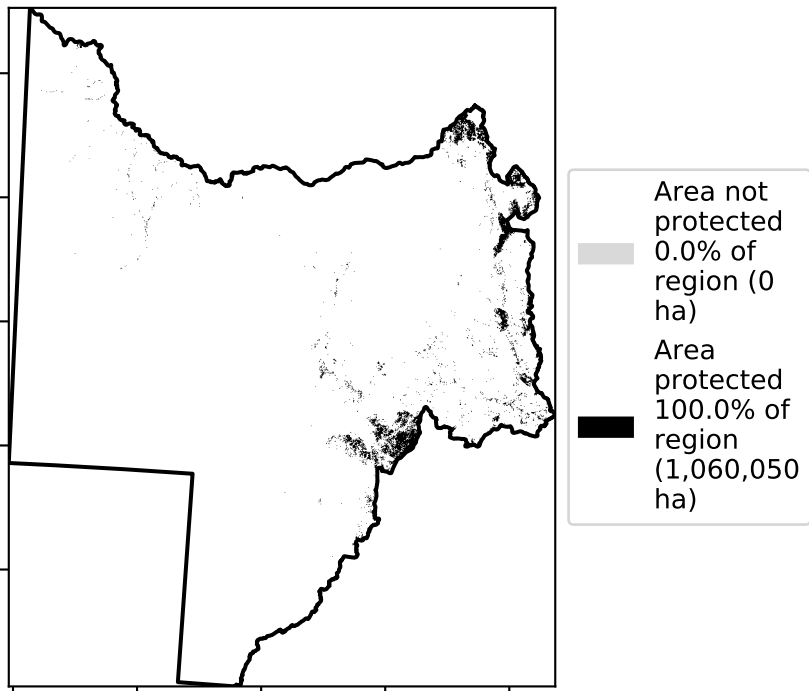 Area not
protected
0.0% of
region (0
ha)
Area
protected
100.0% of
region
(1,060,050
ha)